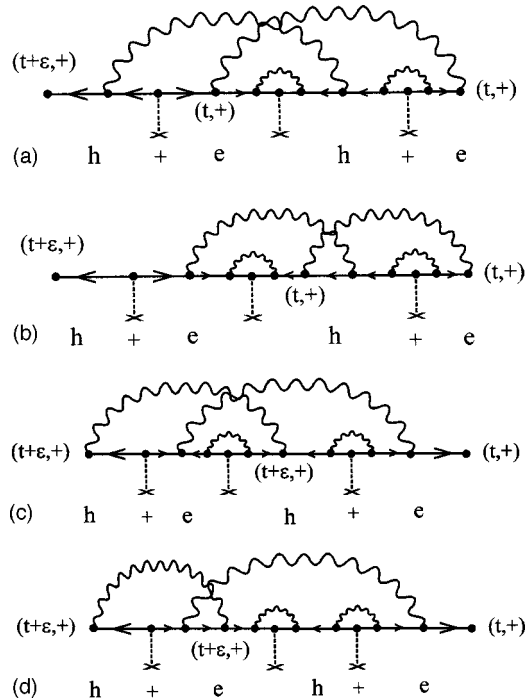 (t+ε,+)
(t,+)
(t,+)
(a) h + e h + e
(t+ε,+)
(t,+)
(t,+)
(b) h + e h + e
(t+ε,+)
(t+ε,+)
(t,+)
(c) h + e h + e
(t+ε,+)
(t+ε,+)
(t,+)
(d) h + e h + e